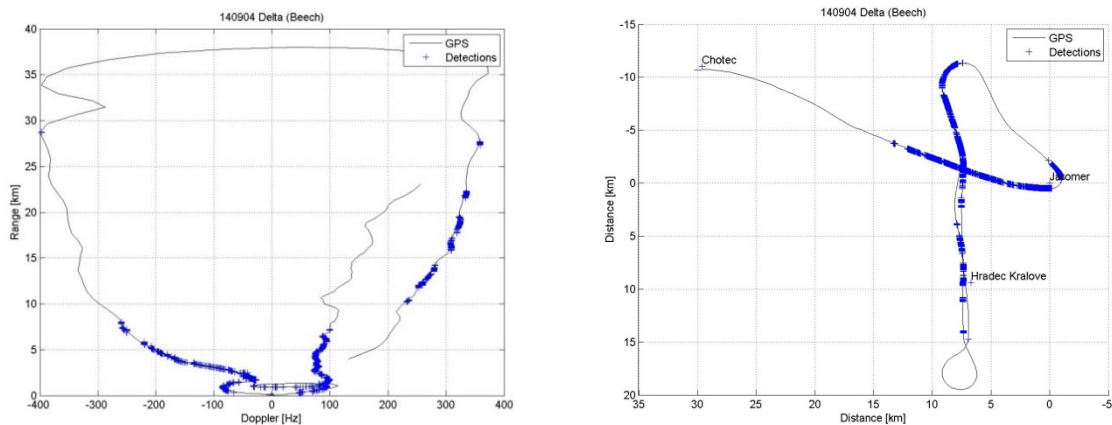 140904 Delta (Beech)
GPS
Detections
Range [km]
40
35
30
25
20
15
10
5
0
-400
-300
-200
-100
0
100
200
300
400
Doppler [Hz]
140904 Delta (Beech)
GPS
Detections
Chotec
Jaromer
Hradec Kralove
Distance [km]
-15
-10
-5
0
5
10
15
20
35
30
25
20
15
10
5
0
-5
Distance [km]